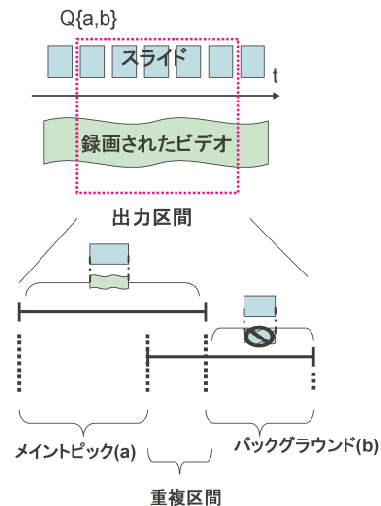 Q{a,b}
スライド
t
録画されたビデオ
出力区間
メイントピック(a)
バックグラウンド(b)
重複区間